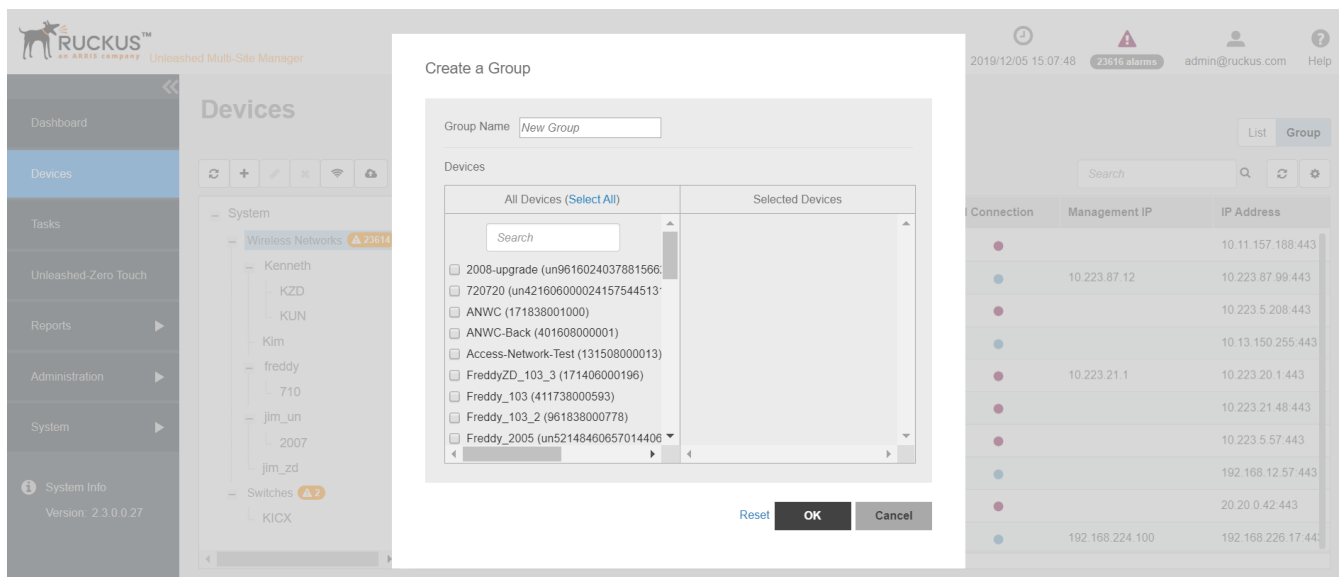 RUCKUS™
an ARRIS company
Unleashed Multi-Site Manager
2019/12/05 15:07:48
23616 alarms
admin@ruckus.com
Help
Dashboard
Devices
Tasks
Unleashed-Zero Touch
Reports
Administration
System
System Info
Version: 2.3.0.0.27
Devices
System
Wireless Networks 23614
Kenneth
KZD
KUN
Kim
freddy
710
jim_un
2007
jim_zd
Switches 2
KICX
Create a Group
Group Name New Group
Devices
All Devices (Select All)
Selected Devices
Search
2008-upgrade
720720
ANWC (171838001000)
ANWC-Back (401608000001)
Access-Network-Test (131508000013)
FreddyZD_103_3 (171406000196)
Freddy_103 (411738000593)
Freddy_103_2 (961838000778)
Freddy_2005 (un52148460657014406
Reset
OK
Cancel
List
Group
Search
Connection
Management IP
IP Address
10.11.157.188:443
10.223.87.12
10.223.87.99:443
10.223.5.208:443
10.13.150.255:443
10.223.21.1
10.223.20.1:443
10.223.21.48:443
10.223.5.57:443
192.168.12.57:443
20.20.0.42:443
192.168.224.100
192.168.226.17:443